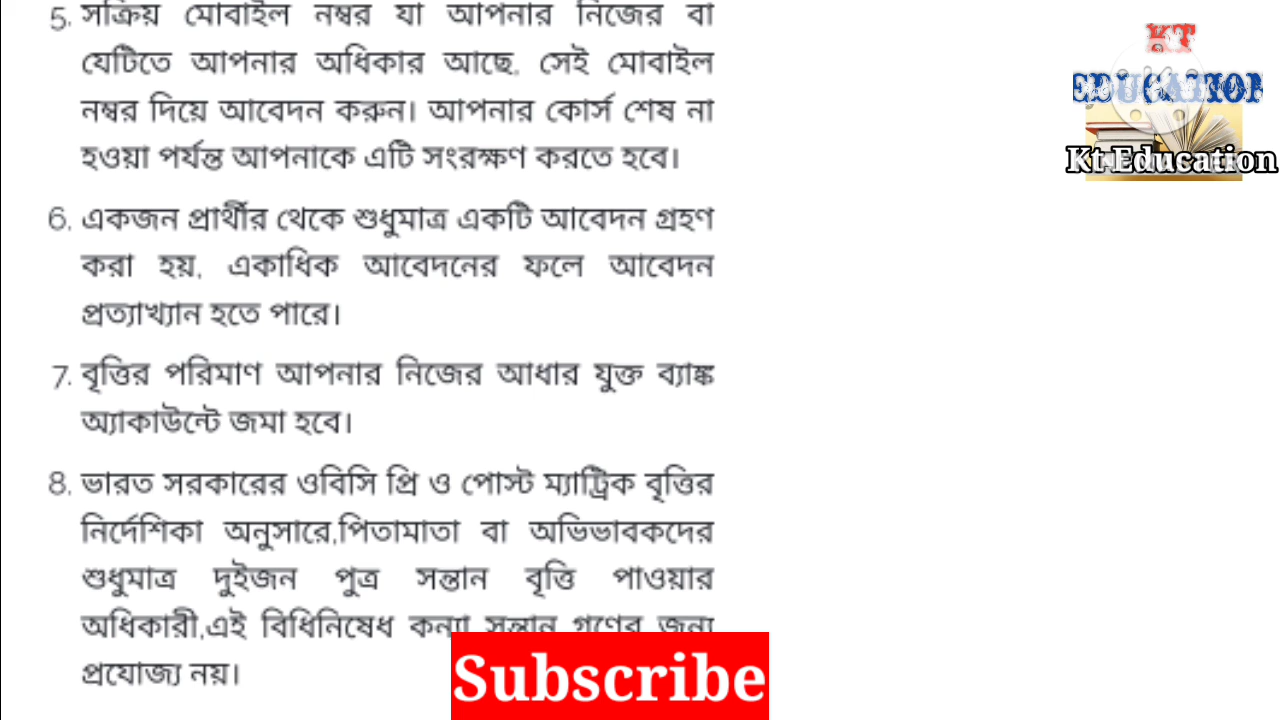 5. সক্রিয় মোবাইল নম্বর যা আপনার নিজের বা
যেটিতে আপনার অধিকার আছে, সেই মোবাইল
নম্বর দিয়ে আবেদন করুন। আপনার কোর্স শেষ না
হওয়া পর্যন্ত আপনাকে এটি সংরক্ষণ করতে হবে।
6. একজন প্রার্থীর থেকে শুধুমাত্র একটি আবেদন গ্রহণ
করা হয়, একাধিক আবেদনের ফলে আবেদন
প্রত্যাখ্যান হতে পারে।
7. বৃত্তির পরিমাণ আপনার নিজের আধার যুক্ত ব্যাঙ্ক
অ্যাকাউন্টে জমা হবে।
8. ভারত সরকারের ওবিসি প্রি ও পোস্ট ম্যাট্রিক বৃত্তির
নির্দেশিকা অনুসারে,পিতামাতা বা অভিভাবকদের
শুধুমাত্র দুইজন পুত্র সন্তান বৃত্তি পাওয়ার
অধিকারী,এই বিধিনিষেধ কন্যা সন্তান গণের জন্য
প্রযোজ্য নয়।
KT
EDUCATION
Kt Education
Subscribe